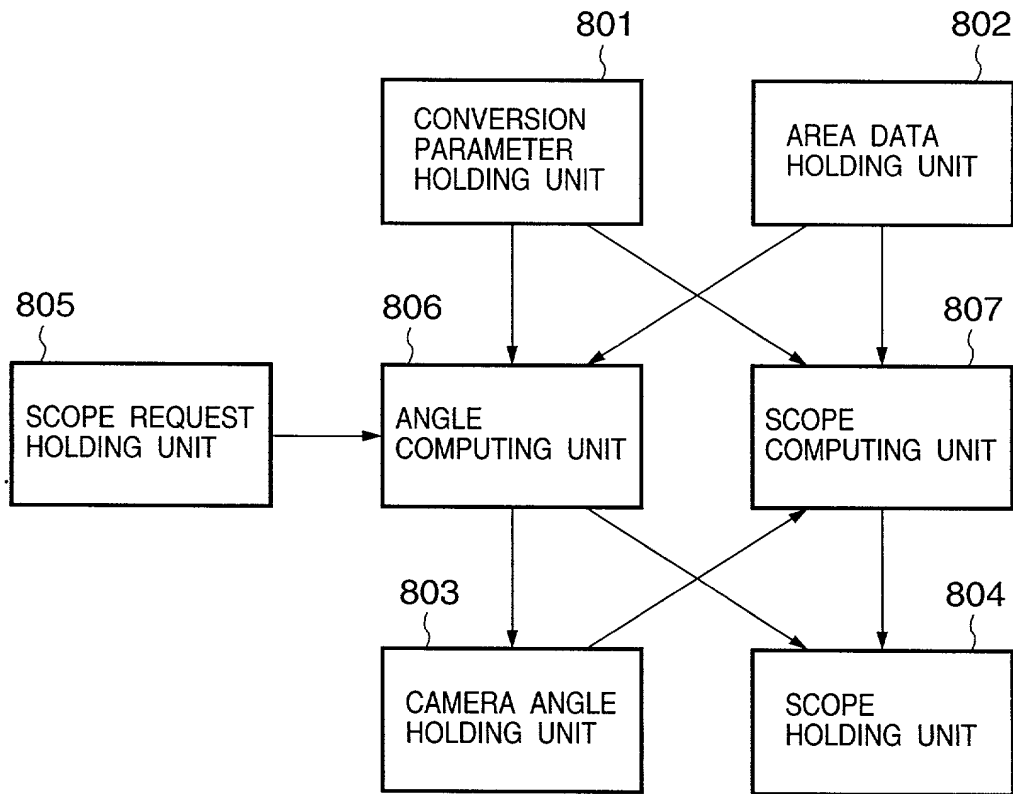 801
CONVERSION
PARAMETER
HOLDING UNIT
802
AREA DATA
HOLDING UNIT
805
SCOPE REQUEST
HOLDING UNIT
806
ANGLE
COMPUTING UNIT
807
SCOPE
COMPUTING UNIT
803
CAMERA ANGLE
HOLDING UNIT
804
SCOPE
HOLDING UNIT